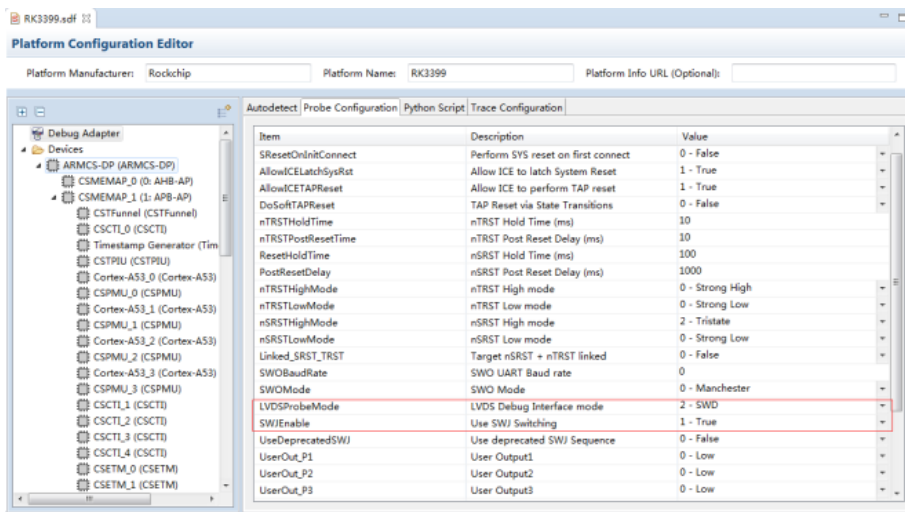 RK3399.sdf
Platform Configuration Editor
Platform Manufacturer: Rockchip Platform Name: RK3399 Platform Info URL (Optional):
Autodetect Probe Configuration Python Script Trace Configuration
Debug Adapter
Devices
ARMCS-DP (ARMCS-DP)
CSMEMAP_0 (0: AHB-AP)
CSMEMAP_1 (1: APB-AP)
CSTFunnel (CSTFunnel)
CSCTI_0 (CSCTI)
Timestamp Generator (Tim
CSTPIU (CSTPIU)
Cortex-A53_0 (Cortex-A53)
CSPMU_0 (CSPMU)
Cortex-A53_1 (Cortex-A53)
CSPMU_1 (CSPMU)
Cortex-A53_2 (Cortex-A53)
CSPMU_2 (CSPMU)
Cortex-A53_3 (Cortex-A53)
CSPMU_3 (CSPMU)
CSCTI_1 (CSCTI)
CSCTI_2 (CSCTI)
CSCTI_3 (CSCTI)
CSCTI_4 (CSCTI)
CSETM_0 (CSETM)
CSETM_1 (CSETM)
Item Description Value
SResetOnInitConnect Perform SYS reset on first connect 0 - False
AllowICELatchSysRst Allow ICE to latch System Reset 1 - True
AllowICETAPReset Allow ICE to perform TAP reset 1 - True
DoSoftTAPReset TAP Reset via State Transitions 0 - False
nTRSTHoldTime nTRST Hold Time (ms) 10
nTRSTPostResetTime nTRST Post Reset Delay (ms) 10
ResetHoldTime nSRST Hold Time (ms) 100
PostResetDelay nSRST Post Reset Delay (ms) 1000
nTRSTHighMode nTRST High mode 0 - Strong High
nTRSTLowMode nTRST Low mode 0 - Strong Low
nSRSTHighMode nSRST High mode 2 - Tristate
nSRSTLowMode nSRST Low mode 0 - Strong Low
Linked_SRST_TRST Target nSRST + nTRST linked 0 - False
SWOBaudRate SWO UART Baud rate 0
SWOMode SWO Mode 0 - Manchester
LVDSProbeMode LVDS Debug Interface mode 2 - SWD
SWJEnable Use SWJ Switching 1 - True
UseDeprecatedSWJ Use deprecated SWJ Sequence 0 - False
UserOut_P1 User Output1 0 - Low
UserOut_P2 User Output2 0 - Low
UserOut_P3 User Output3 0 - Low